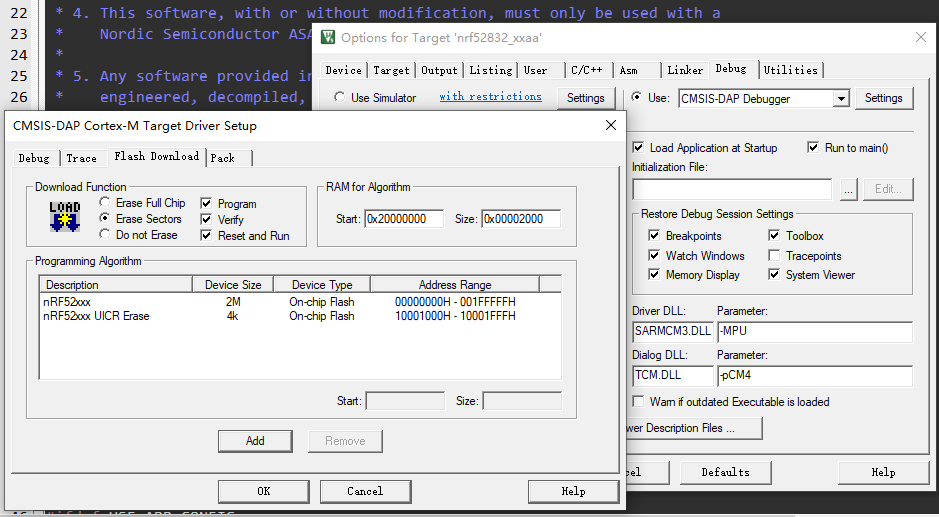 22 * 4. This software, with or without modification, must only be used with a
23 * Nordic Semiconductor ASA
24 *
25 * 5. Any software provided in
26 * engineered, decompiled,
Options for Target 'nrf52832_xxaa'
Device Target Output Listing User C/C++ Asm Linker Debug Utilities
Use Simulator with restrictions Settings
Use: CMSIS-DAP Debugger Settings
Load Application at Startup Run to main()
Initialization File:
... Edit...
Restore Debug Session Settings
Breakpoints Toolbox
Watch Windows Tracepoints
Memory Display System Viewer
Driver DLL: Parameter:
SARMCM3.DLL -MPU
Dialog DLL: Parameter:
TCM.DLL -pCM4
Warn if outdated Executable is loaded
wer Description Files ...
cel Defaults Help
CMSIS-DAP Cortex-M Target Driver Setup
Debug Trace Flash Download Pack
Download Function
LOAD
Erase Full Chip Program
Erase Sectors Verify
Do not Erase Reset and Run
RAM for Algorithm
Start: 0x20000000 Size: 0x00002000
Programming Algorithm
Description Device Size Device Type Address Range
nRF52xxx 2M On-chip Flash 00000000H - 001FFFFFH
nRF52xxx UICR Erase 4k On-chip Flash 10001000H - 10001FFFH
Start: Size:
Add Remove
OK Cancel Help